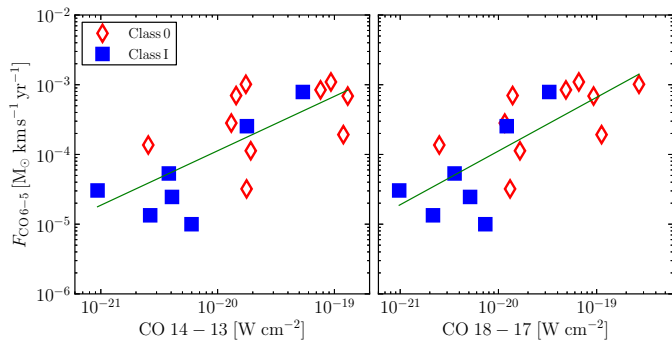 10⁻²
10⁻³
10⁻⁴
10⁻⁵
10⁻⁶
F_CO 6−5 [M_⊙ km s⁻¹ yr⁻¹]
Class 0
Class I
10⁻²¹ 10⁻²⁰ 10⁻¹⁹
CO 14 − 13 [W cm⁻²]
10⁻²¹ 10⁻²⁰ 10⁻¹⁹
CO 18 − 17 [W cm⁻²]